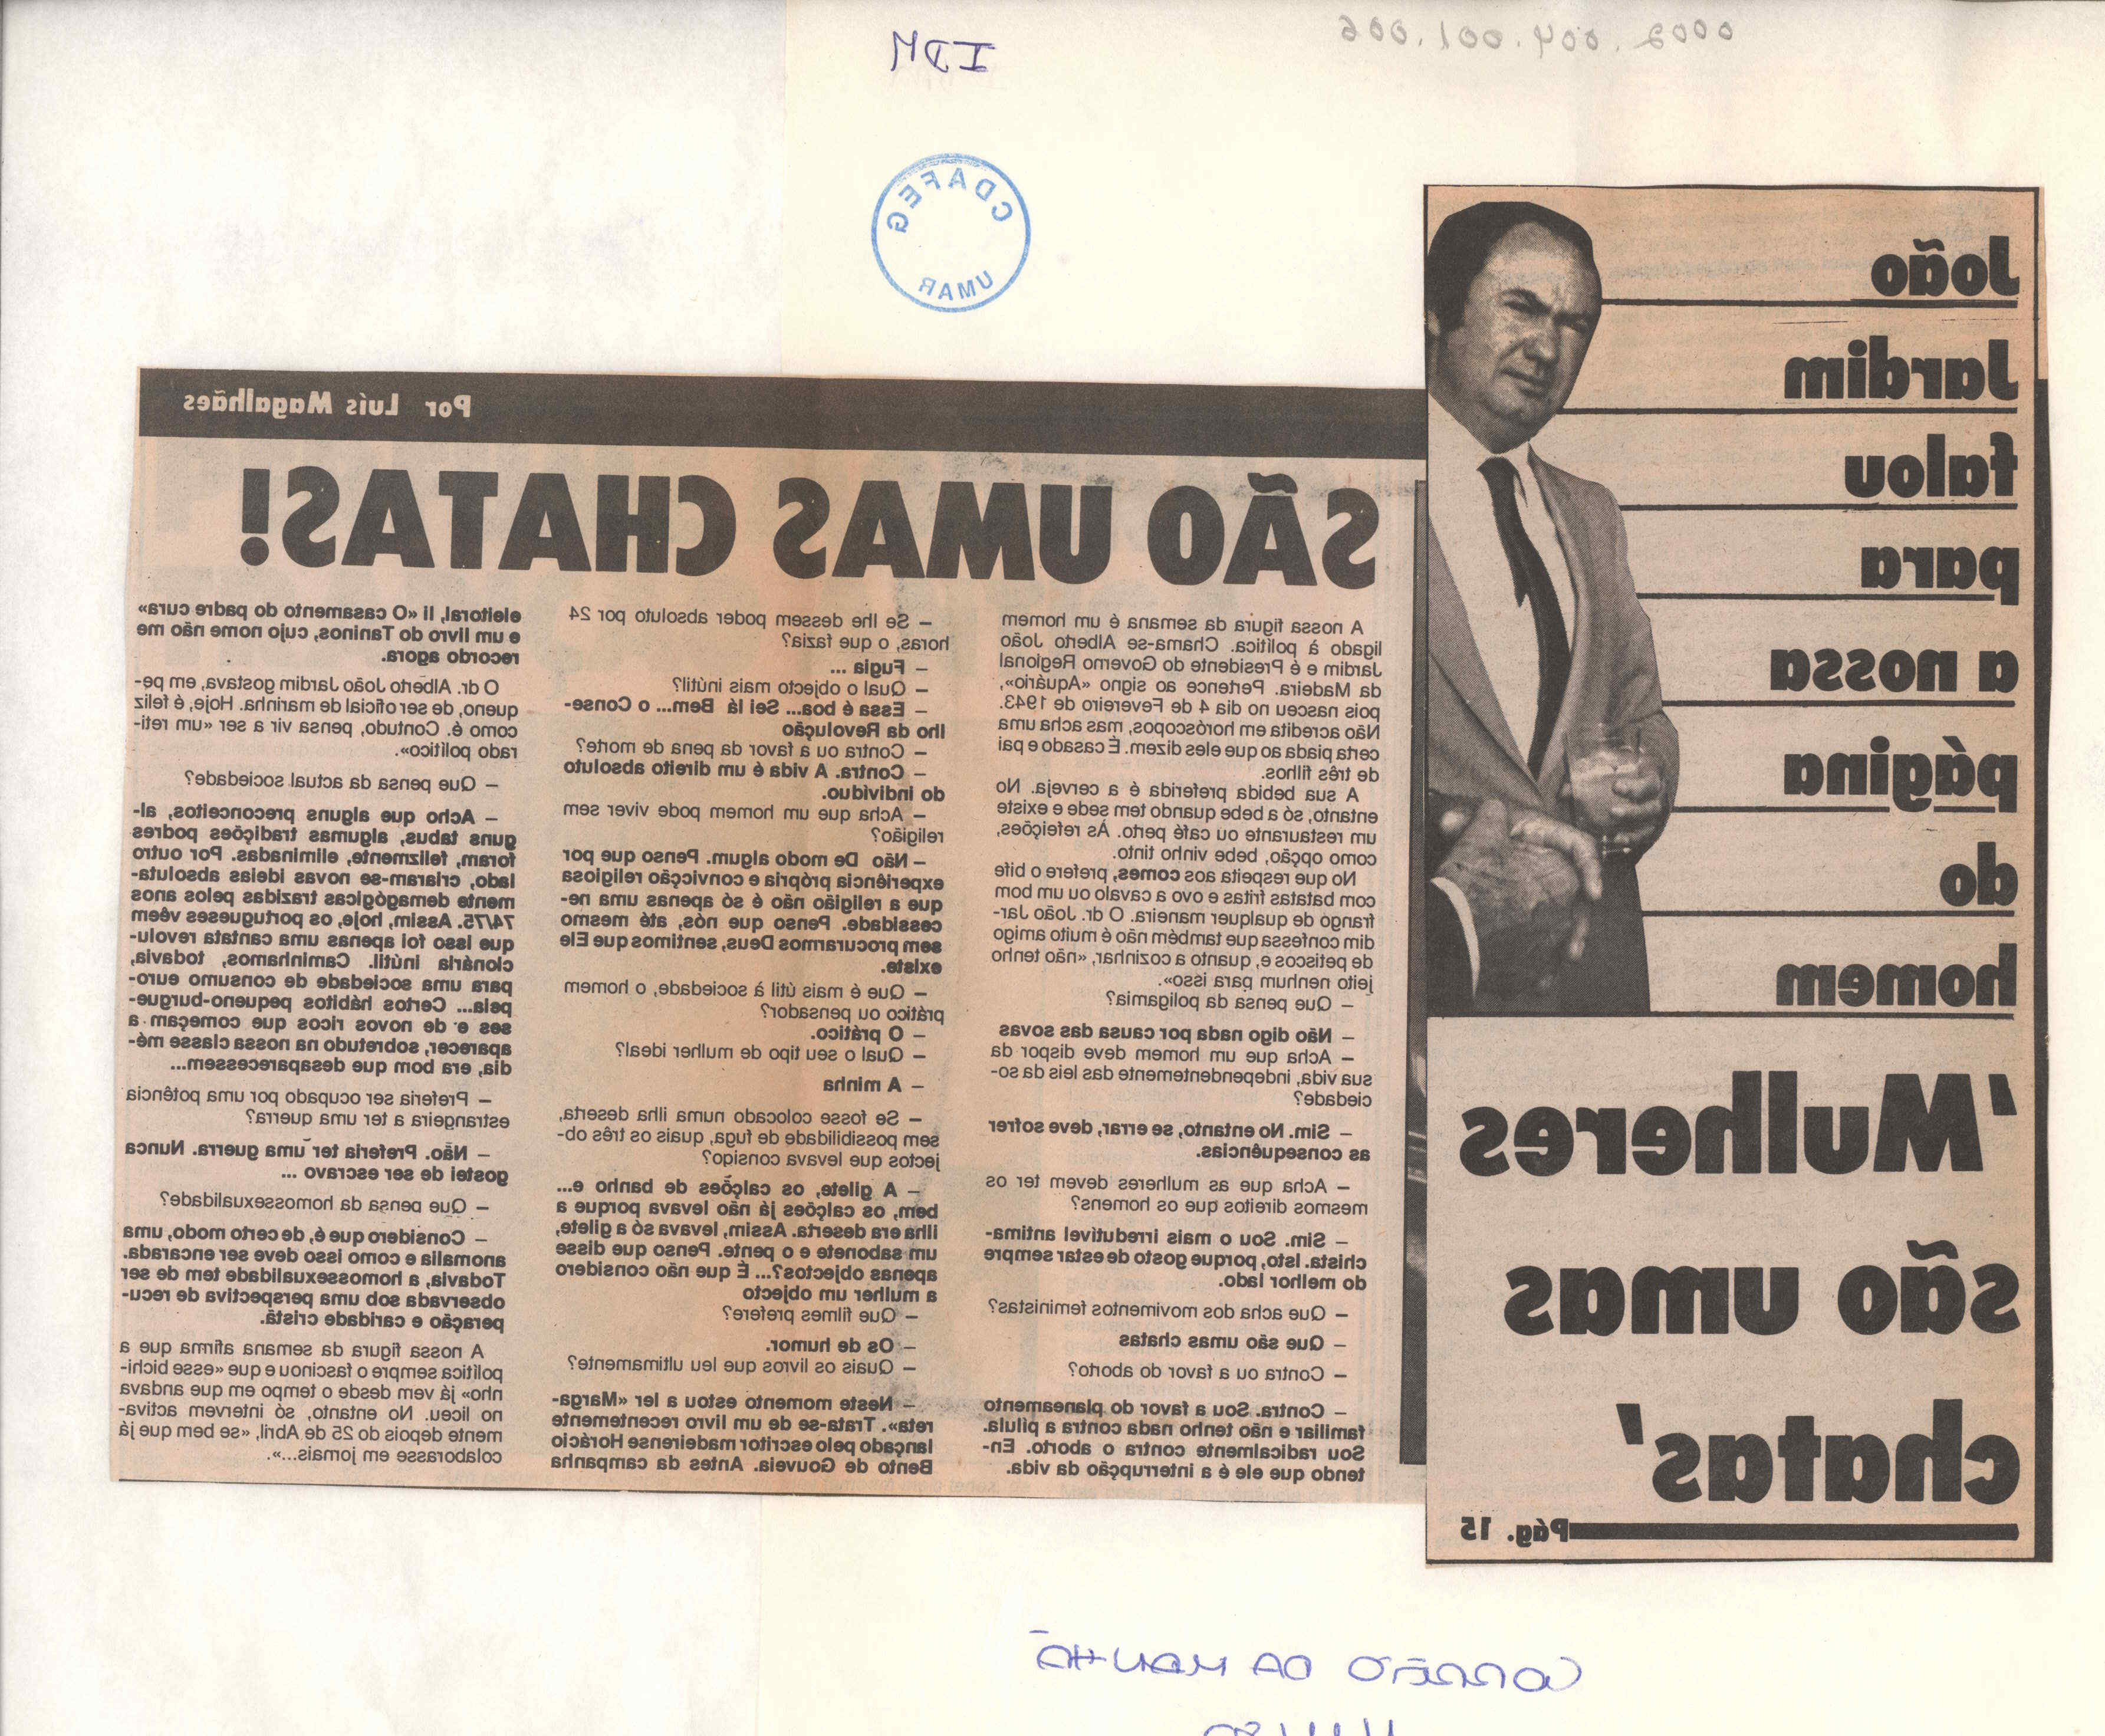 0002.004.001.006
IDM
CDAFEG
UMAR
João
Jardim
falou
para
a nossa
página
do
homem
‘Mulheres
são umas
chatas’
Pág. 15
Por Luís Magalhães
SÃO UMAS CHATAS!
A nossa figura da semana é um homem
ligado à política. Chama-se Alberto João
Jardim e é Presidente do Governo Regional
da Madeira. Pertence ao signo «Aquário»,
pois nasceu no dia 4 de Fevereiro de 1943.
Não acredita em horóscopos, mas acha uma
certa piada ao que eles dizem. É casado e pai
de três filhos.
A sua bebida preferida é a cerveja. No
entanto, só a bebe quando tem sede e existe
um restaurante ou café perto. Às refeições,
como opção, bebe vinho tinto.
No que respeita aos comes, prefere o bife
com batatas fritas e ovo a cavalo ou um bom
frango de qualquer maneira. O dr. João Jar-
dim confessa que também não é muito amigo
de petiscos e, quanto a cozinhar, «não tenho
jeito nenhum para isso».
— Que pensa da poligamia?
— Não digo nada por causa das sovas
— Acha que um homem deve dispor da
sua vida, independentemente das leis da so-
ciedade?
— Sim. No entanto, se errar, deve sofrer
as consequências.
— Acha que as mulheres devem ter os
mesmos direitos que os homens?
— Sim. Sou o mais irredutível antima-
chista. Isto, porque gosto de estar sempre
do melhor lado.
— Que acha dos movimentos feministas?
— Que são umas chatas
— Contra ou a favor do aborto?
— Contra. Sou a favor do planeamento
familiar e não tenho nada contra a pílula.
Sou radicalmente contra o aborto. En-
tendo que ele é a interrupção da vida.
— Se lhe dessem poder absoluto por 24
horas, o que fazia?
— Fugia ...
— Qual o objecto mais inútil?
— Essa é boa... Sei lá Bem... o Conse-
lho da Revolução
— Contra ou a favor da pena de morte?
— Contra. A vida é um direito absoluto
do indivíduo.
— Acha que um homem pode viver sem
religião?
— Não De modo algum. Penso que por
experiência própria e convicção religiosa
que a religião não é só apenas uma ne-
cessidade. Penso que nós, até mesmo
sem procurarmos Deus, sentimos que Ele
existe.
— Que é mais útil à sociedade, o homem
prático ou pensador?
— O prático.
— Qual o seu tipo de mulher ideal?
— A minha
— Se fosse colocado numa ilha deserta,
sem possibilidade de fuga, quais os três ob-
jectos que levava consigo?
— A gilete, os calções de banho e...
bem, os calções já não levava porque a
ilha era deserta. Assim, levava só a gilete,
um sabonete e o pente. Penso que disse
apenas objectos?... É que não considero
a mulher um objecto
— Que filmes prefere?
— Os de humor.
— Quais os livros que leu ultimamente?
— Neste momento estou a ler «Marga-
reta». Trata-se de um livro recentemente
lançado pelo escritor madeirense Horácio
Bento de Gouveia. Antes da campanha
eleitoral, li «O casamento do padre cura»
e um livro do Taninos, cujo nome não me
recordo agora.
O dr. Alberto João Jardim gostava, em pe-
queno, de ser oficial de marinha. Hoje, é feliz
como é. Contudo, pensa vir a ser «um reti-
rado político».
— Que pensa da actual sociedade?
— Acho que alguns preconceitos, al-
guns tabus, algumas tradições podres
foram, felizmente, eliminadas. Por outro
lado, criaram-se novas ideias absoluta-
mente demagógicas trazidas pelos anos
74/75. Assim, hoje, os portugueses vêem
que isso foi apenas uma cantata revolu-
cionária inútil. Caminhamos, todavia,
para uma sociedade de consumo euro-
peia... Certos hábitos pequeno-burgue-
ses e de novos ricos que começam a
aparecer, sobretudo na nossa classe mé-
dia, era bom que desaparecessem...
— Preferia ser ocupado por uma potência
estrangeira a ter uma guerra?
— Não. Preferia ter uma guerra. Nunca
gostei de ser escravo ...
— Que pensa da homossexualidade?
— Considero que é, de certo modo, uma
anomalia e como isso deve ser encarada.
Todavia, a homossexualidade tem de ser
observada sob uma perspectiva de recu-
peração e caridade cristã.
A nossa figura da semana afirma que a
política sempre o fascinou e que «esse bichi-
nho» já vem desde o tempo em que andava
no liceu. No entanto, só intervem activa-
mente depois do 25 de Abril, «se bem que já
colaborasse em jornais...».
CORREIO DA MANHÃ